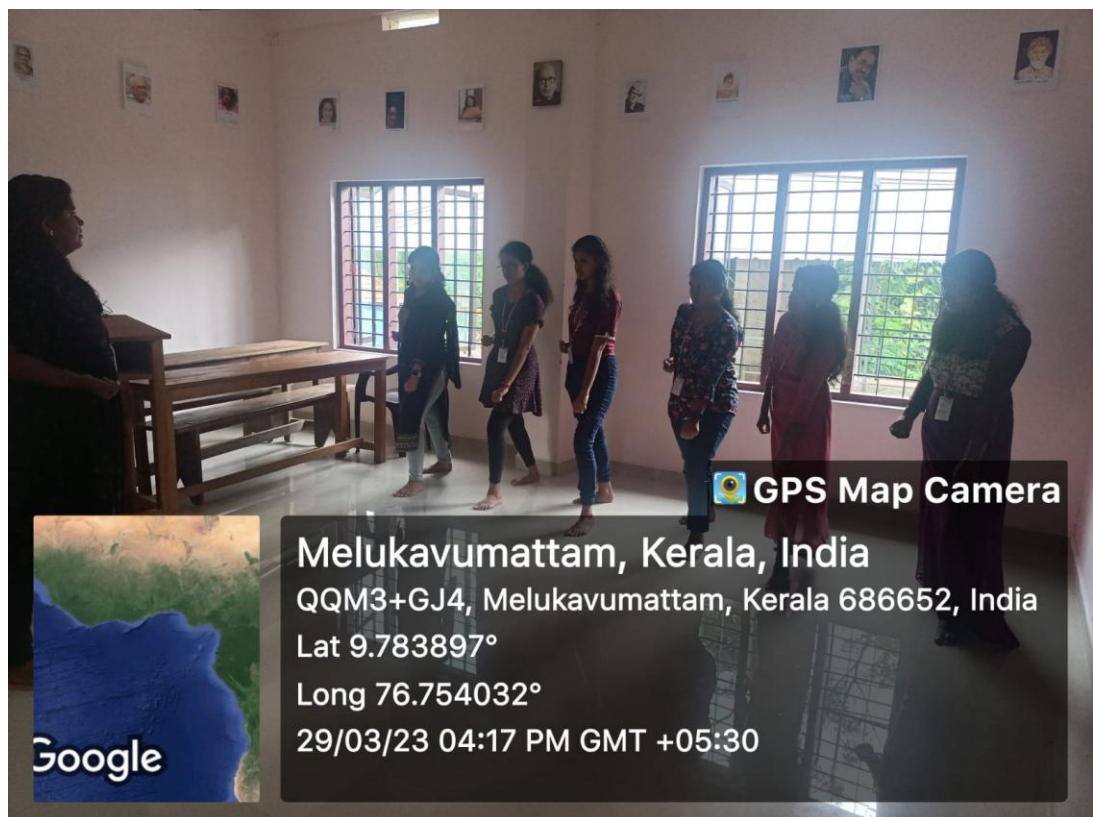 GPS Map Camera
Melukavumattam, Kerala, India
QQM3+GJ4, Melukavumattam, Kerala 686652, India
Lat 9.783897°
Long 76.754032°
29/03/23 04:17 PM GMT +05:30
Google